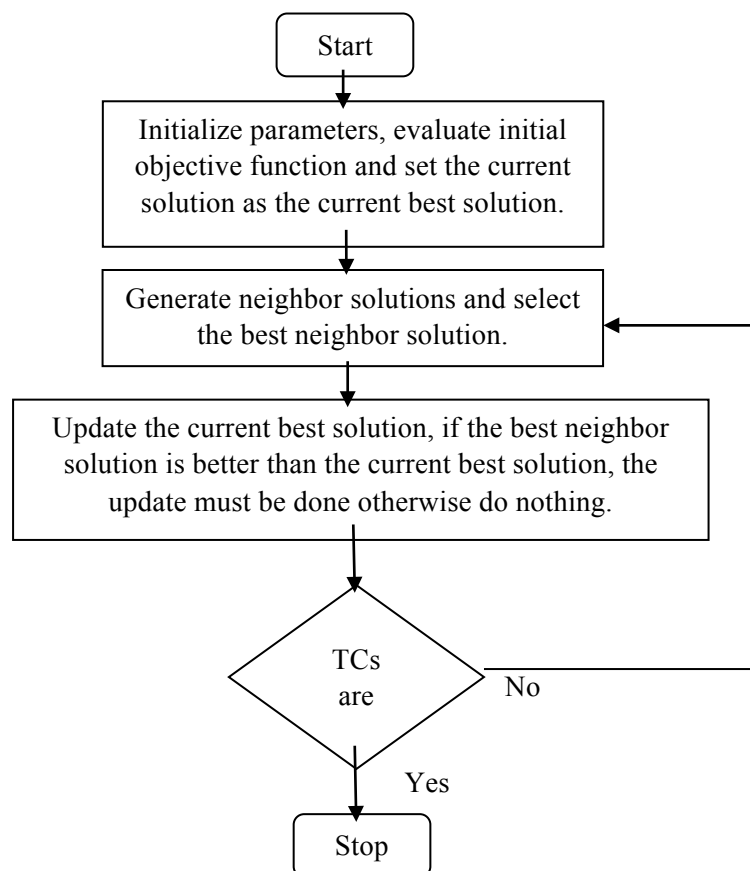 Start
Initialize parameters, evaluate initial
objective function and set the current
solution as the current best solution.
Generate neighbor solutions and select
the best neighbor solution.
Update the current best solution, if the best neighbor
solution is better than the current best solution, the
update must be done otherwise do nothing.
TCs
are
No
Yes
Stop